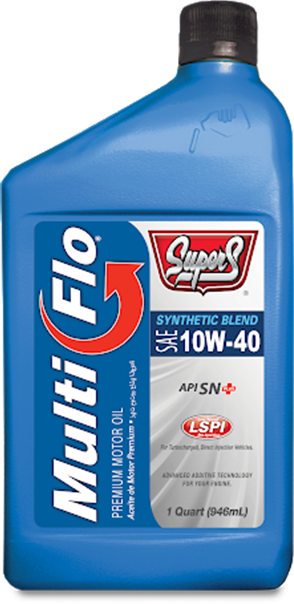 Multi Flo®
PREMIUM MOTOR OIL
Aceite de Motor Premium •
Super S
SYNTHETIC BLEND
SAE 10W-40
API SN PLUS
LSPI
For Turbocharged, Direct Injection Vehicles.
ADVANCED ADDITIVE TECHNOLOGY
FOR YOUR ENGINE.
1 Quart (946mL)